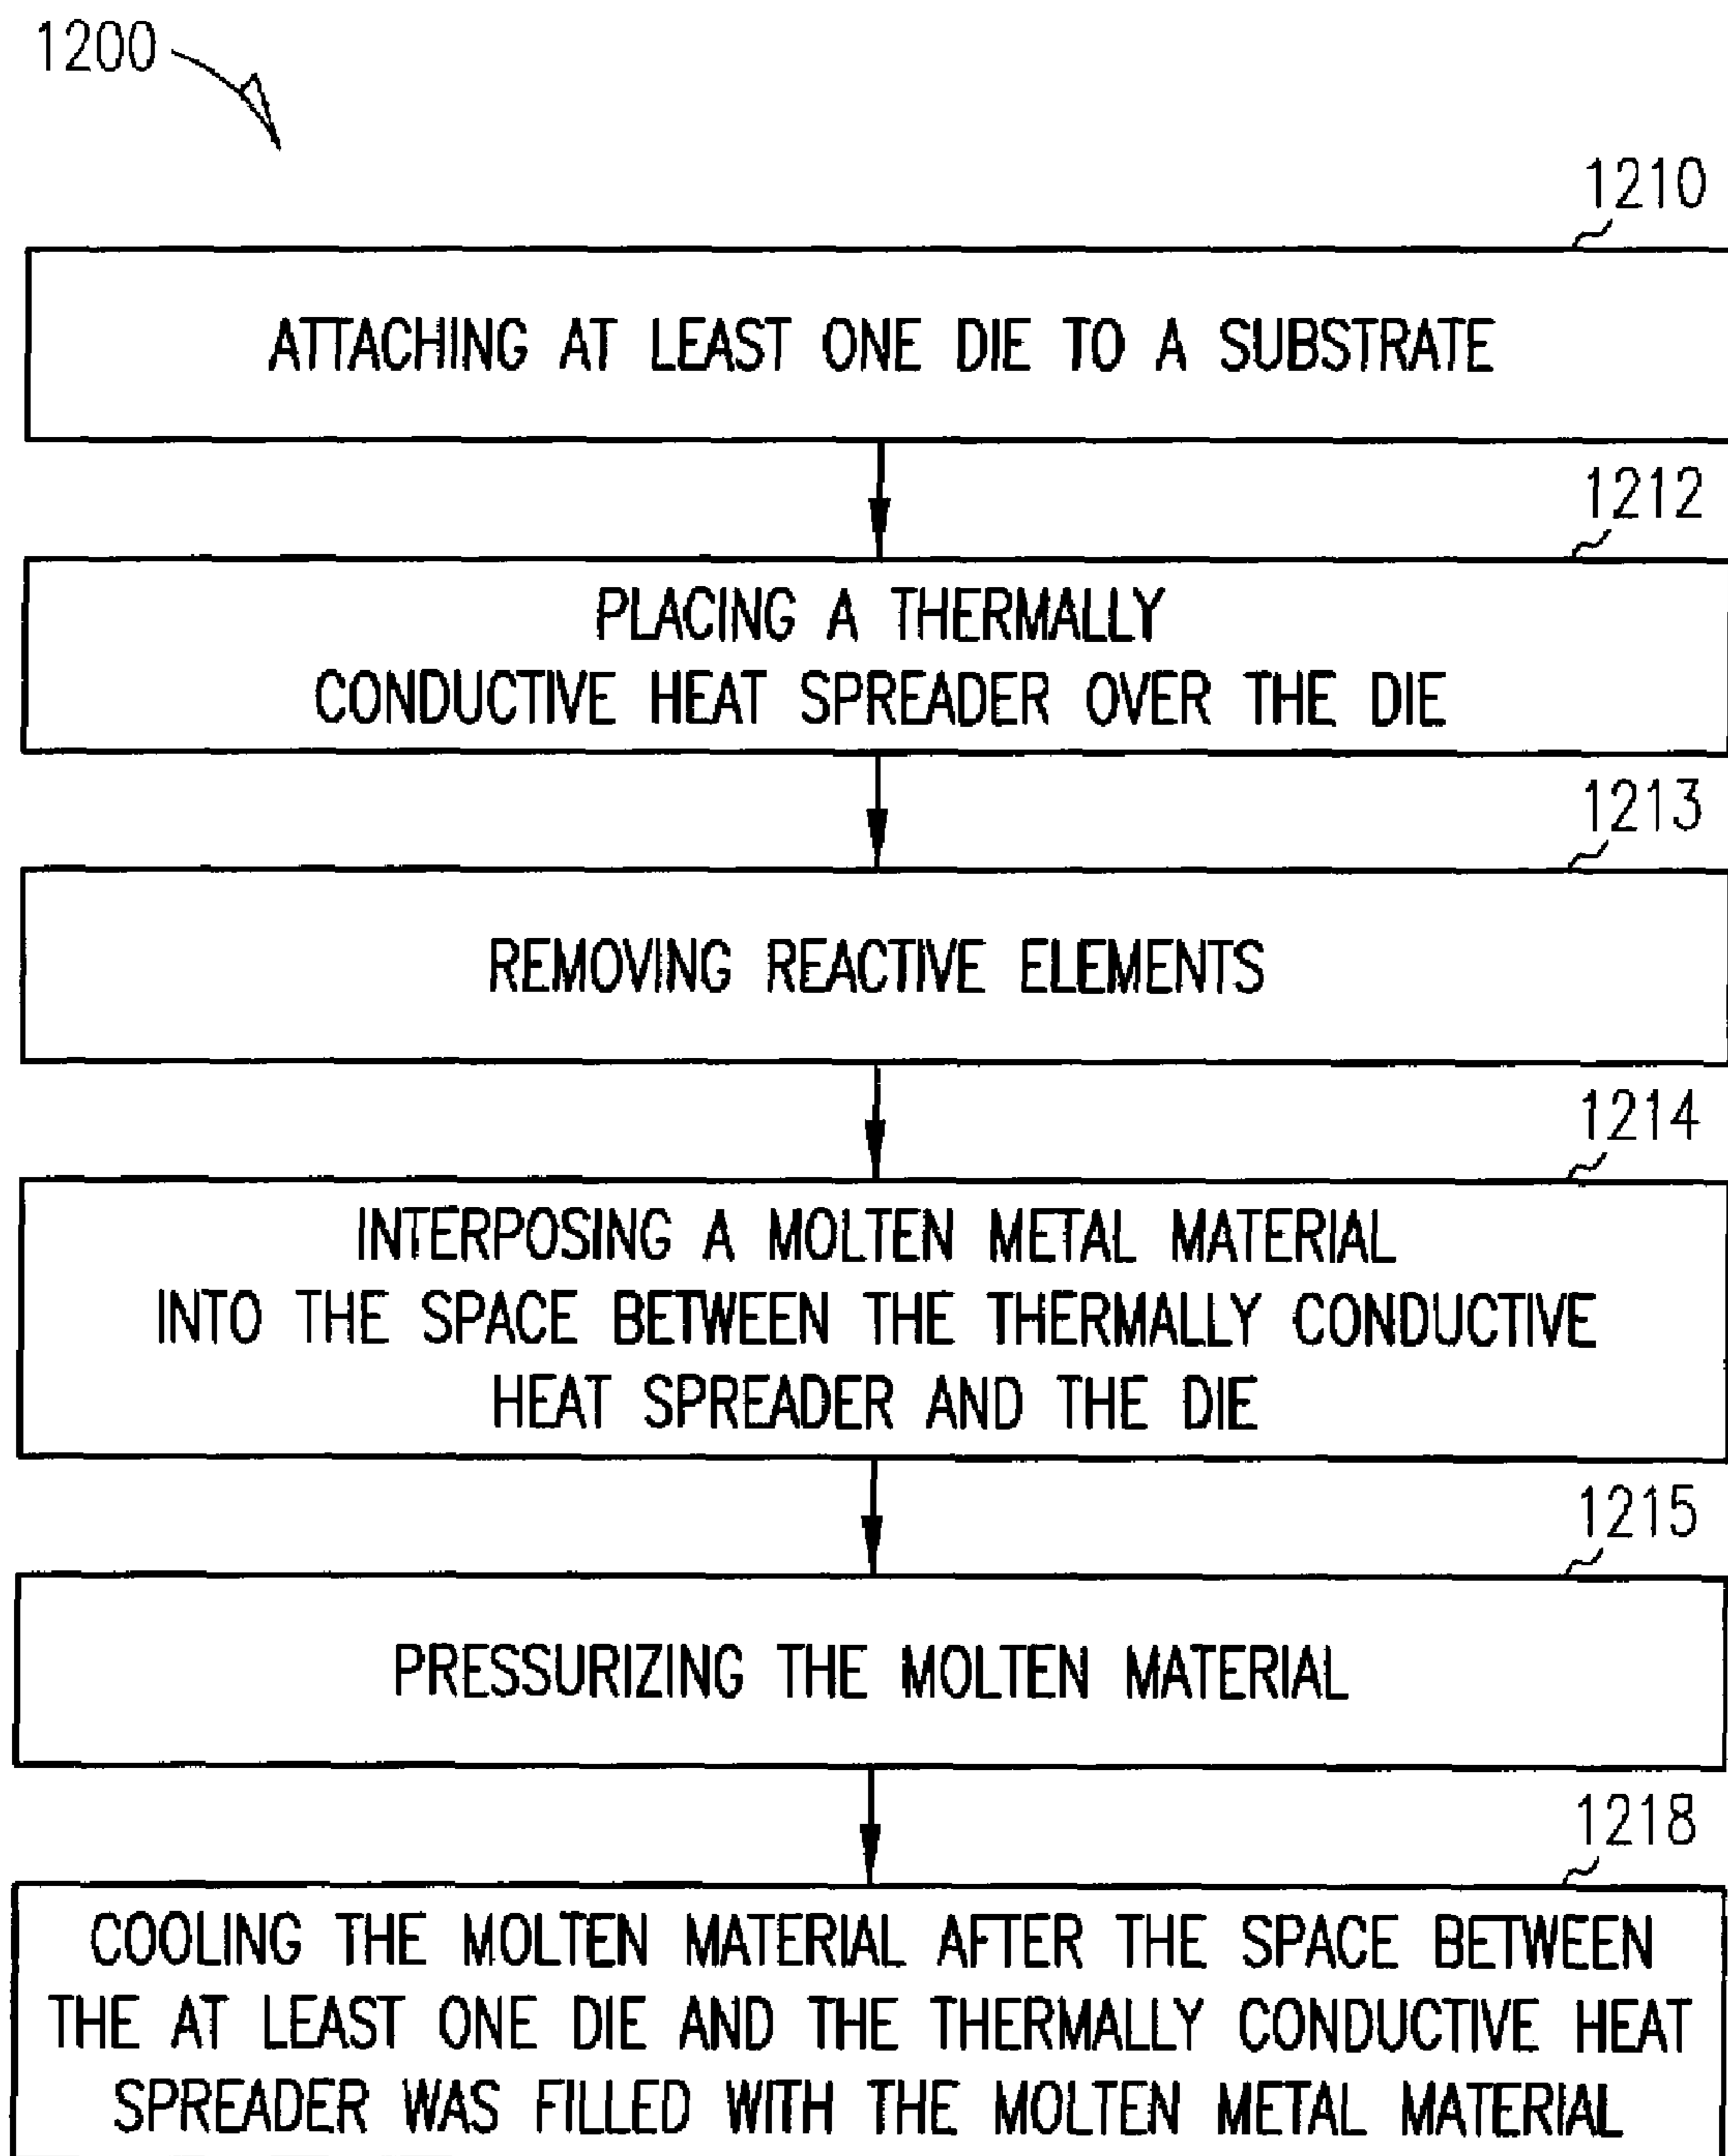 1200
1210
ATTACHING AT LEAST ONE DIE TO A SUBSTRATE
1212
PLACING A THERMALLY
CONDUCTIVE HEAT SPREADER OVER THE DIE
1213
REMOVING REACTIVE ELEMENTS
1214
INTERPOSING A MOLTEN METAL MATERIAL
INTO THE SPACE BETWEEN THE THERMALLY CONDUCTIVE
HEAT SPREADER AND THE DIE
1215
PRESSURIZING THE MOLTEN MATERIAL
1218
COOLING THE MOLTEN MATERIAL AFTER THE SPACE BETWEEN
THE AT LEAST ONE DIE AND THE THERMALLY CONDUCTIVE HEAT
SPREADER WAS FILLED WITH THE MOLTEN METAL MATERIAL